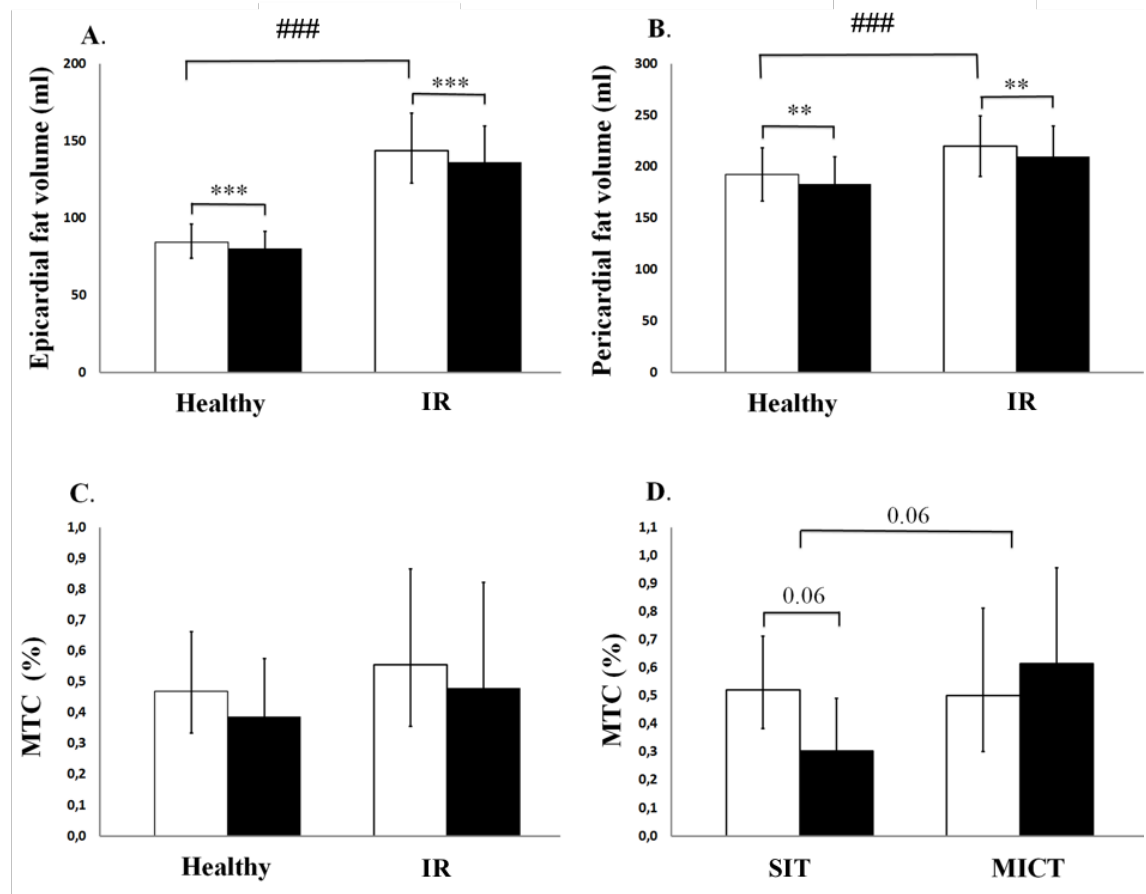 A.
###
Epicardial fat volume (ml)
200
150
100
50
0
***
***
Healthy
IR
B.
###
Pericardial fat volume (ml)
300
250
200
150
100
50
0
**
**
Healthy
IR
C.
MTC (%)
1,0
0,9
0,8
0,7
0,6
0,5
0,4
0,3
0,2
0,1
0,0
Healthy
IR
D.
MTC (%)
1,1
1,0
0,9
0,8
0,7
0,6
0,5
0,4
0,3
0,2
0,1
0,0
0.06
0.06
SIT
MICT